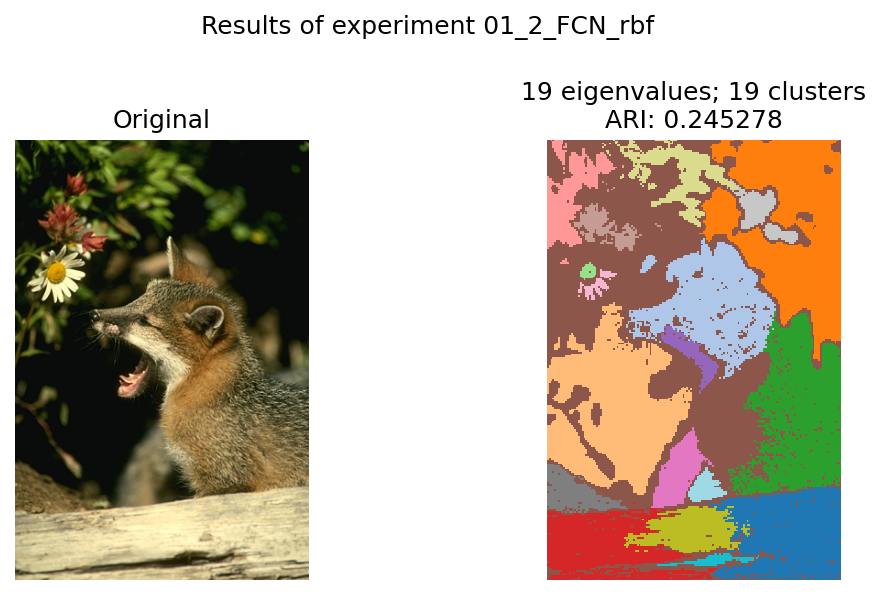 Results of experiment 01_2_FCN_rbf
Original
19 eigenvalues; 19 clusters
ARI: 0.245278